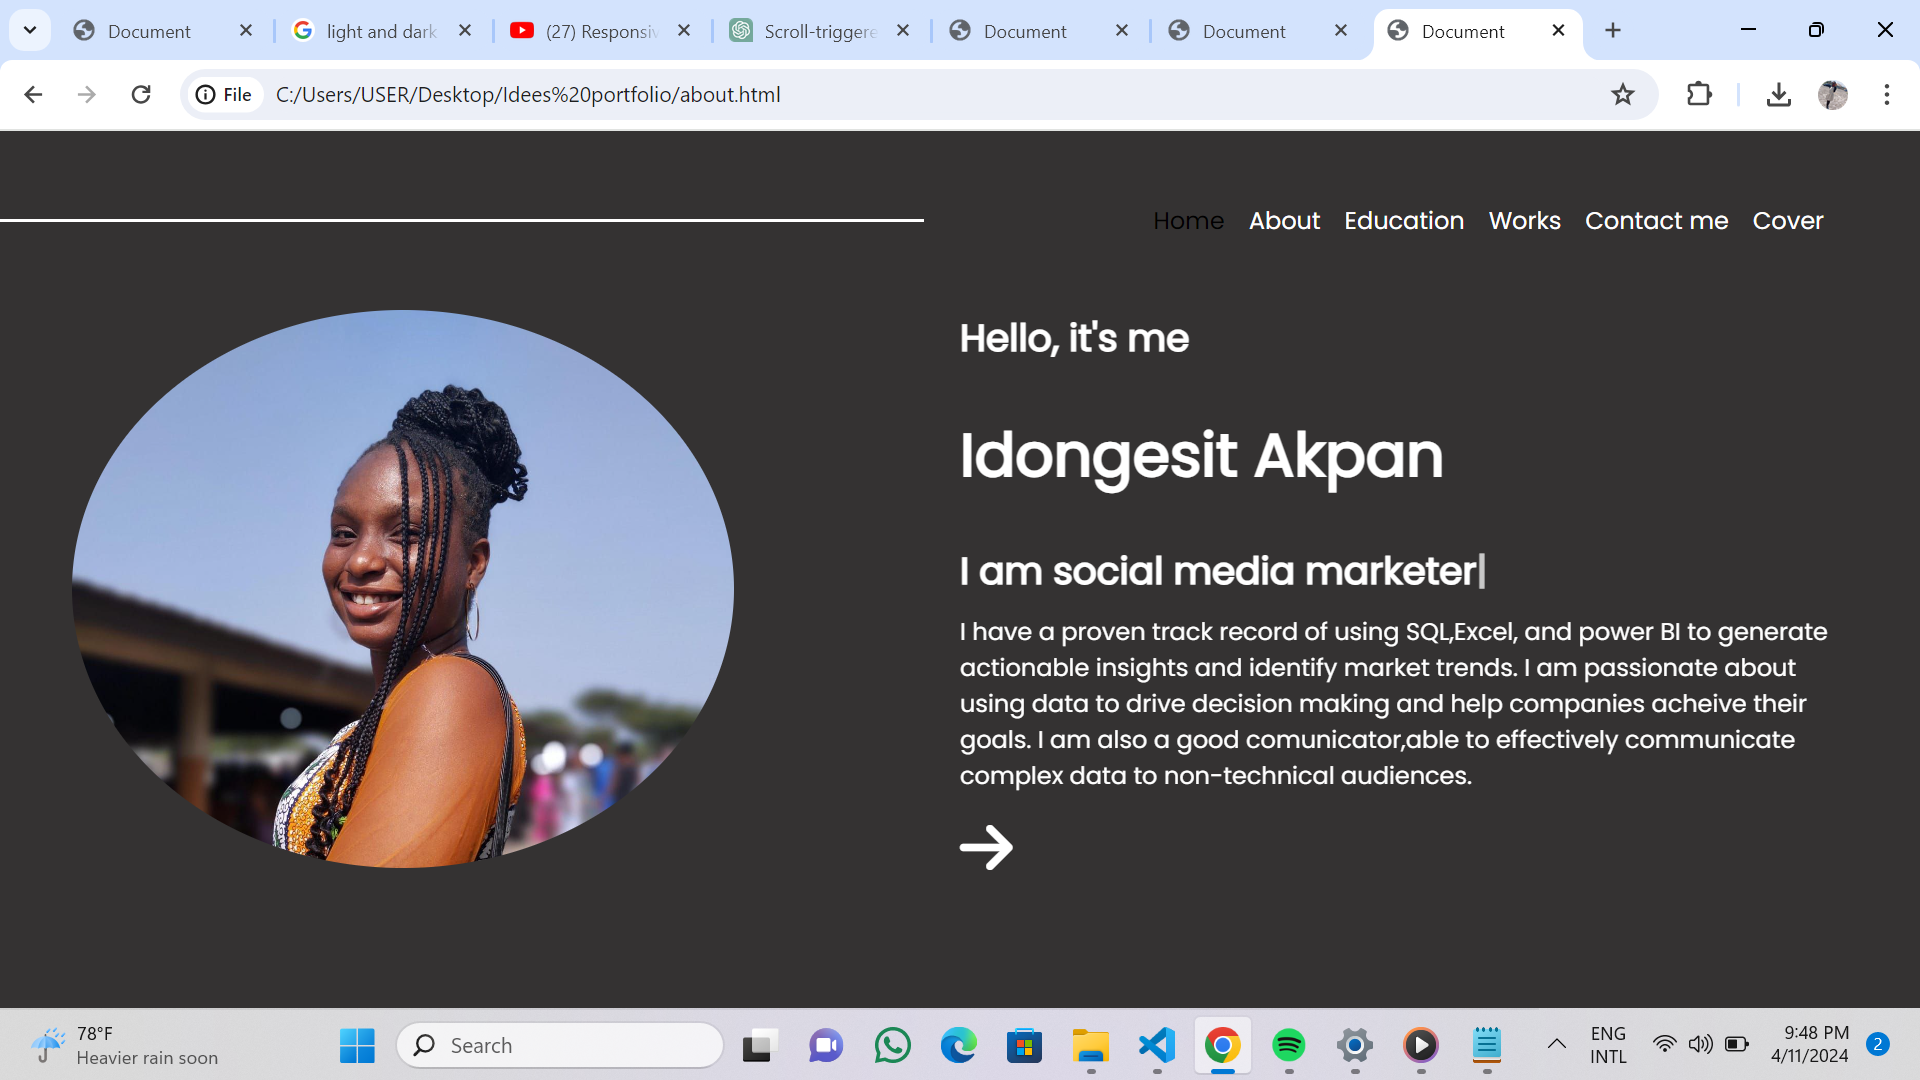 Document
light and dark
(27) Responsiv
Scroll-triggere
Document
Document
Document
File
C:/Users/USER/Desktop/Idees%20portfolio/about.html
Home About Education Works Contact me Cover
Hello, it's me
Idongesit Akpan
I am social media marketer|
I have a proven track record of using SQL,Excel, and power BI to generate
actionable insights and identify market trends. I am passionate about
using data to drive decision making and help companies acheive their
goals. I am also a good comunicator,able to effectively communicate
complex data to non-technical audiences.
78°F
Heavier rain soon
Search
ENG
INTL
9:48 PM
4/11/2024
2